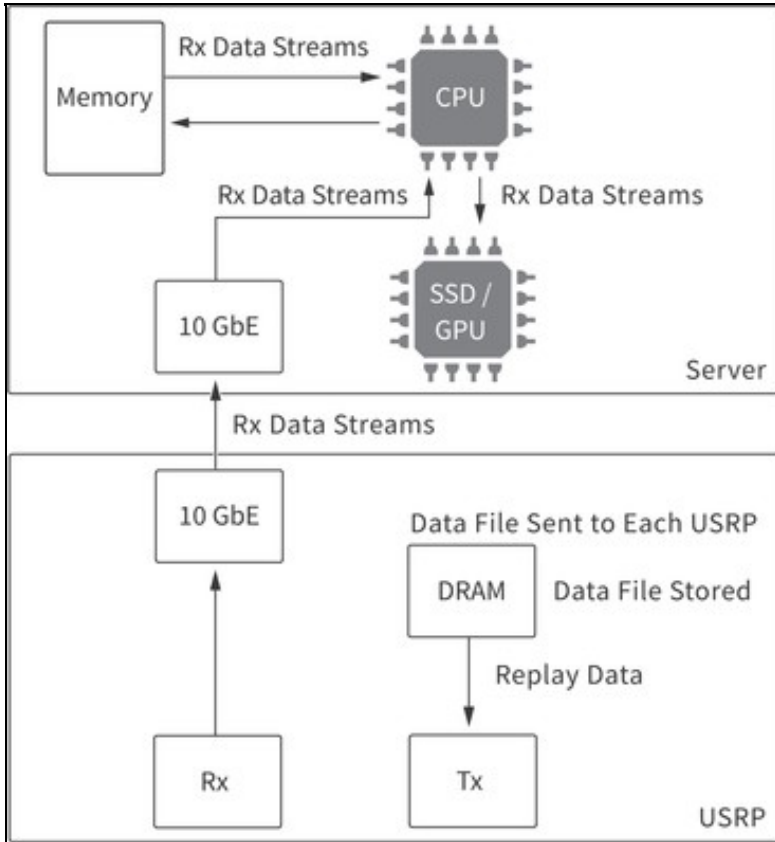 Rx Data Streams
Memory
CPU
Rx Data Streams
Rx Data Streams
SSD /
GPU
10 GbE
Server
Rx Data Streams
10 GbE
Data File Sent to Each USRP
DRAM
Data File Stored
Replay Data
Rx
Tx
USRP